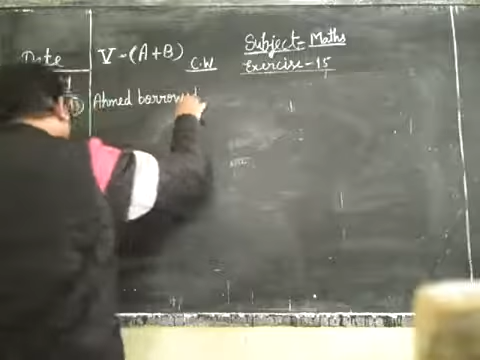 Date
V - (A+B)
C.W
Subject = Maths
Exercise - 15
Ahmed borrowed